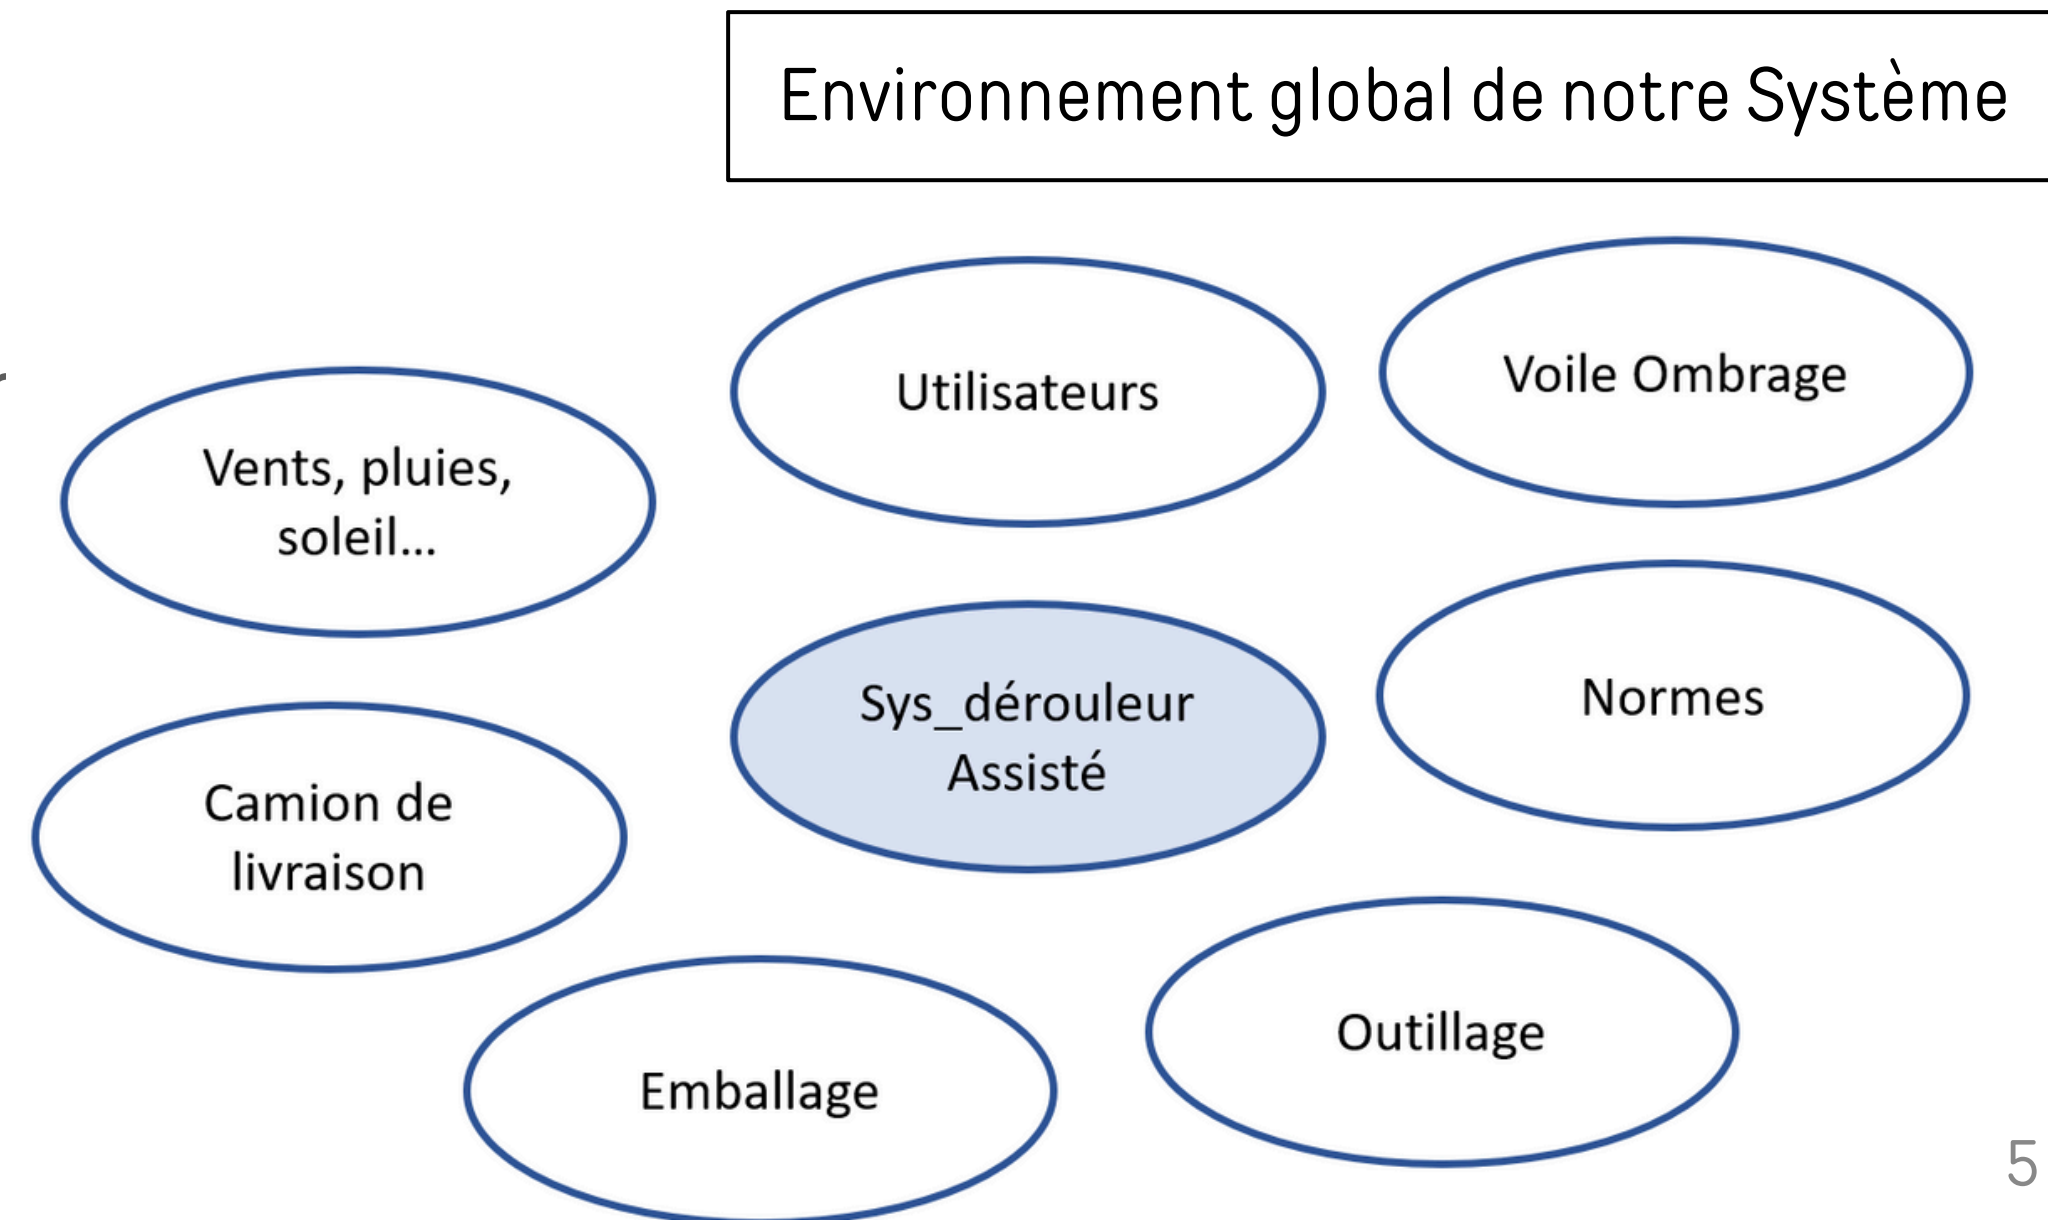 Environnement global de notre Système
Utilisateurs
Voile Ombrage
Vents, pluies,
soleil...
Sys_dérouleur
Assisté
Normes
Camion de
livraison
Outillage
Emballage
5